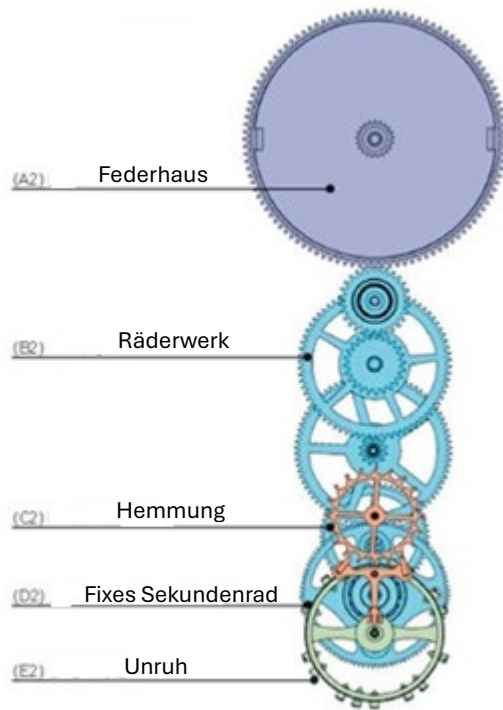 (A2) Federhaus
(B2) Räderwerk
(C2) Hemmung
(D2) Fixes Sekundenrad
(E2) Unruh